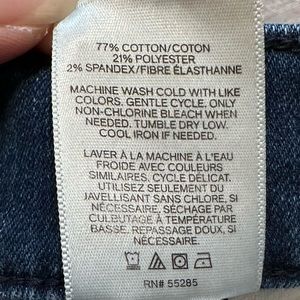 77% COTTON/COTON
21% POLYESTER
2% SPANDEX/FIBRE ÉLASTHANNE
MACHINE WASH COLD WITH LIKE
COLORS. GENTLE CYCLE. ONLY
NON-CHLORINE BLEACH WHEN
NEEDED. TUMBLE DRY LOW.
COOL IRON IF NEEDED.
LAVER À LA MACHINE À L'EAU
FROIDE AVEC COULEURS
SIMILAIRES, CYCLE DÉLICAT.
UTILISEZ SEULEMENT DU
JAVELLISANT SANS CHLORE, SI
NÉCESSAIRE, SÉCHAGE PAR
CULBUTAGE À TEMPÉRATURE
BASSE. REPASSAGE DOUX, SI
NÉCESSAIRE.
RN# 55285